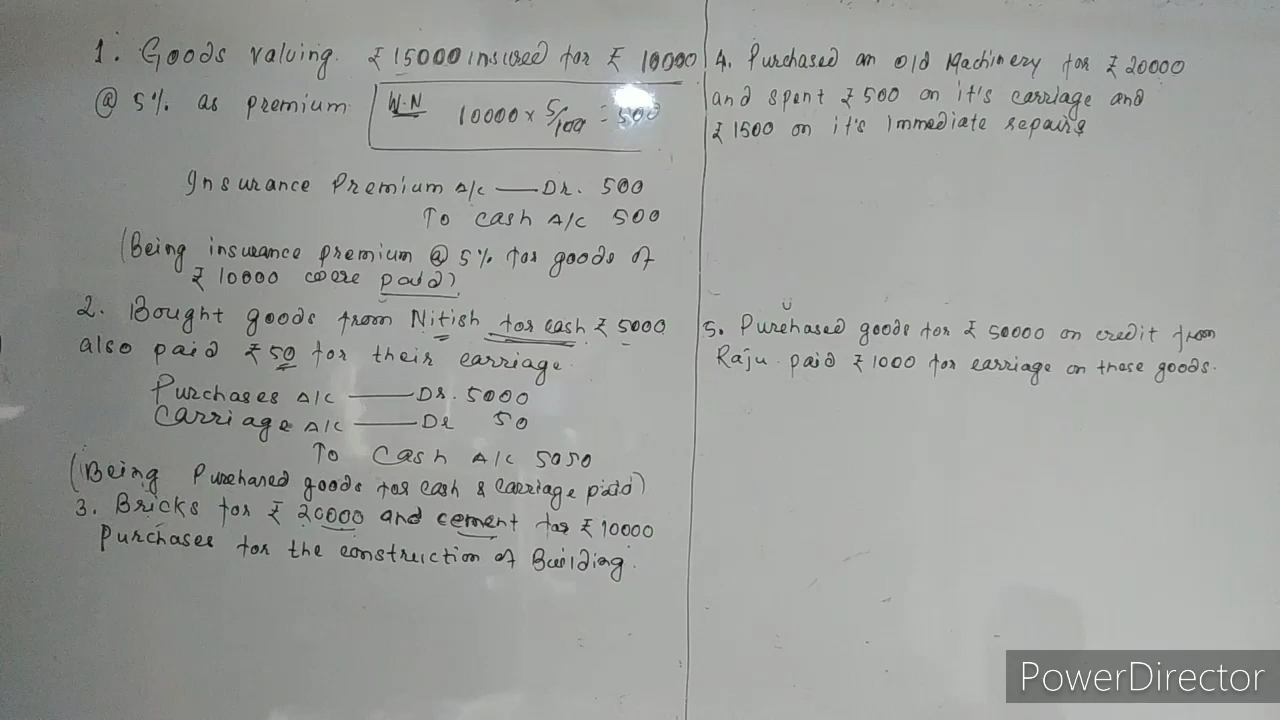 1. Goods valuing ₹ 15000 insured for ₹ 10000
@ 5% as premium
W.N 10000 × 5/100 = 500
Insurance Premium A/c — Dr. 500
To cash A/c 500
(Being insurance premium @ 5% for goods of
₹ 10000 were paid)
2. Bought goods from Nitish for cash ₹ 5000
also paid ₹ 50 for their carriage
Purchases A/c — Dr. 5000
Carriage A/c — Dr 50
To Cash A/c 5050
(Being Purchased goods for cash & carriage paid)
3. Bricks for ₹ 20000 and cement for ₹ 10000
Purchases for the construction of Building.
4. Purchased an old Machinery for ₹ 20000
and spent ₹ 500 on it's carriage and
₹ 1500 on it's immediate repairs
5. Purchased goods for ₹ 50000 on credit from
Raju. paid ₹ 1000 for carriage on these goods.
PowerDirector